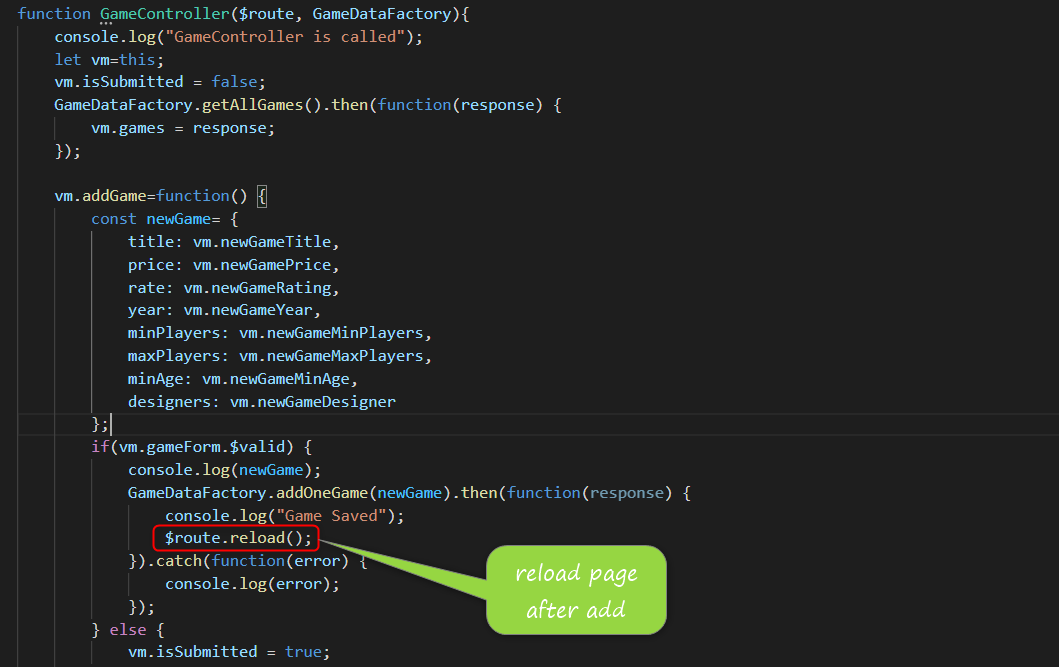 function GameController($route, GameDataFactory){
    console.log("GameController is called");
    let vm=this;
    vm.isSubmitted = false;
    GameDataFactory.getAllGames().then(function(response) {
        vm.games = response;
    });

    vm.addGame=function() {
        const newGame= {
            title: vm.newGameTitle,
            price: vm.newGamePrice,
            rate: vm.newGameRating,
            year: vm.newGameYear,
            minPlayers: vm.newGameMinPlayers,
            maxPlayers: vm.newGameMaxPlayers,
            minAge: vm.newGameMinAge,
            designers: vm.newGameDesigner
        };
        if(vm.gameForm.$valid) {
            console.log(newGame);
            GameDataFactory.addOneGame(newGame).then(function(response) {
                console.log("Game Saved");
                $route.reload();
            }).catch(function(error) {
                console.log(error);
            });
        } else {
            vm.isSubmitted = true;
reload page
after add